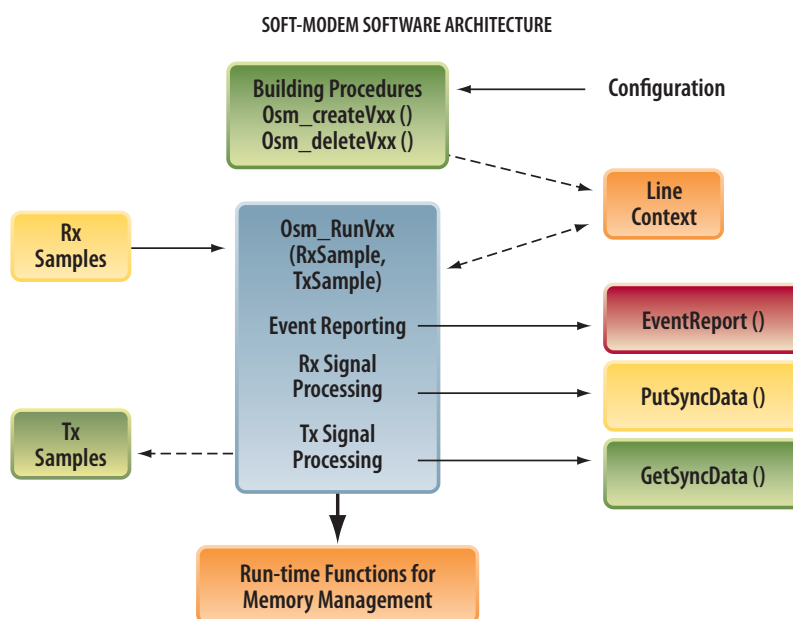 SOFT-MODEM SOFTWARE ARCHITECTURE
Building Procedures
Osm_createVxx ()
Osm_deleteVxx ()
Configuration
Line
Context
Rx
Samples
Osm_RunVxx
(RxSample,
TxSample)
Event Reporting
EventReport ()
Rx Signal
Processing
PutSyncData ()
Tx
Samples
Tx Signal
Processing
GetSyncData ()
Run-time Functions for
Memory Management